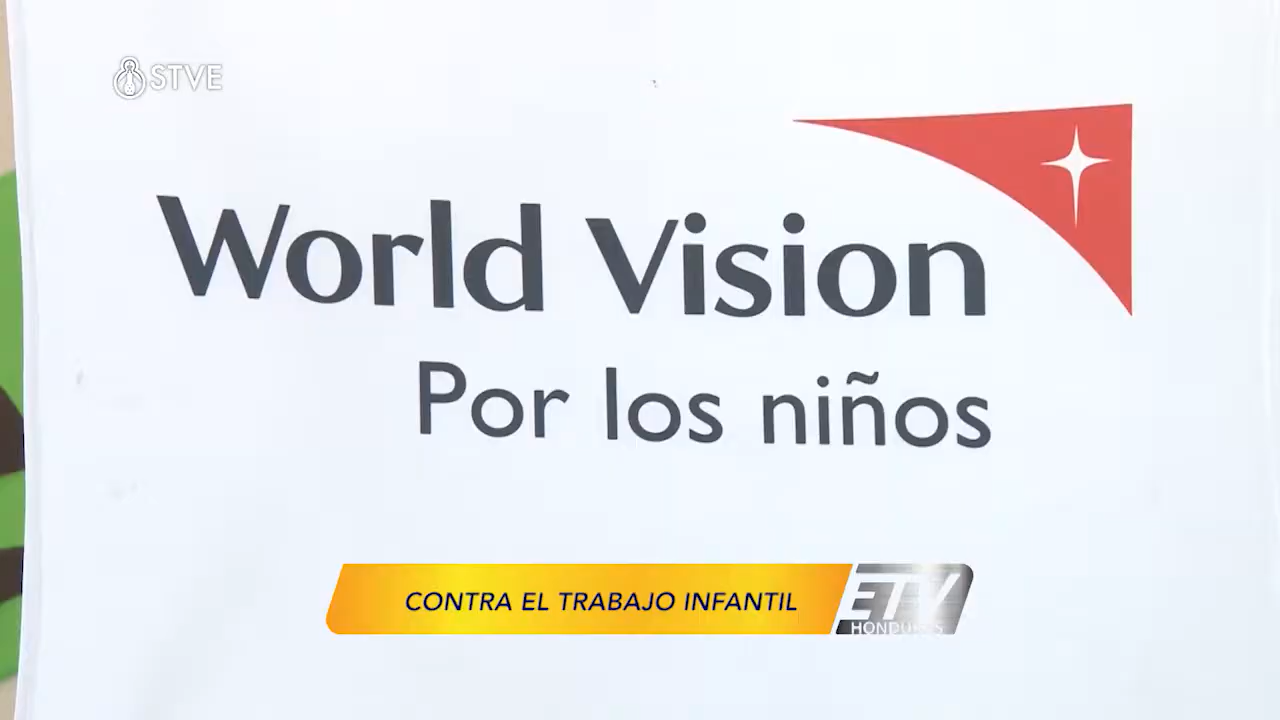 STVE
World Vision
Por los niños
CONTRA EL TRABAJO INFANTIL
ETV
HONDURAS